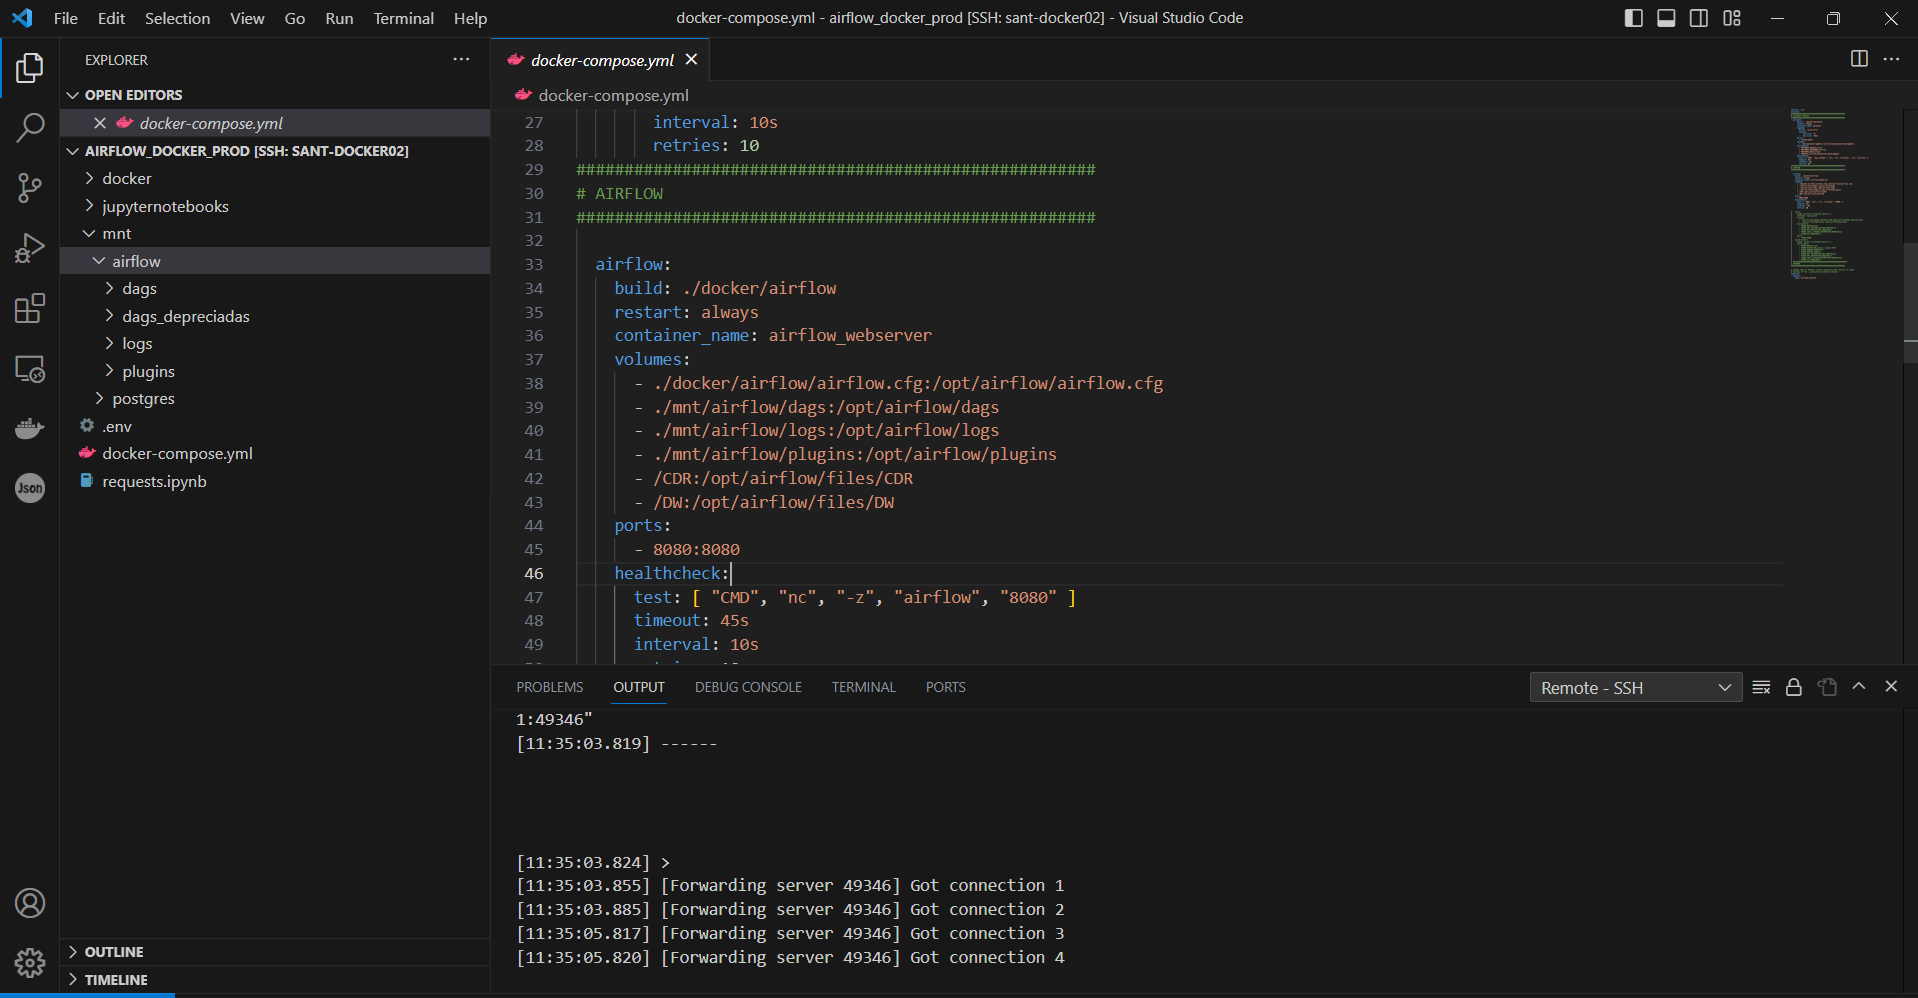 File Edit Selection View Go Run Terminal Help
docker-compose.yml - airflow_docker_prod [SSH: sant-docker02] - Visual Studio Code
EXPLORER
OPEN EDITORS
docker-compose.yml
AIRFLOW_DOCKER_PROD [SSH: SANT-DOCKER02]
docker
jupyternotebooks
mnt
airflow
dags
dags_depreciadas
logs
plugins
postgres
.env
docker-compose.yml
requests.ipynb
Json
OUTLINE
TIMELINE
docker-compose.yml
docker-compose.yml
27 interval: 10s
28 retries: 10
29 ######################################################
30 # AIRFLOW
31 ######################################################
32
33 airflow:
34 build: ./docker/airflow
35 restart: always
36 container_name: airflow_webserver
37 volumes:
38 - ./docker/airflow/airflow.cfg:/opt/airflow/airflow.cfg
39 - ./mnt/airflow/dags:/opt/airflow/dags
40 - ./mnt/airflow/logs:/opt/airflow/logs
41 - ./mnt/airflow/plugins:/opt/airflow/plugins
42 - /CDR:/opt/airflow/files/CDR
43 - /DW:/opt/airflow/files/DW
44 ports:
45 - 8080:8080
46 healthcheck:
47 test: [ "CMD", "nc", "-z", "airflow", "8080" ]
48 timeout: 45s
49 interval: 10s
PROBLEMS OUTPUT DEBUG CONSOLE TERMINAL PORTS
Remote - SSH
1:49346"
[11:35:03.819] ------
[11:35:03.824] >
[11:35:03.855] [Forwarding server 49346] Got connection 1
[11:35:03.885] [Forwarding server 49346] Got connection 2
[11:35:05.817] [Forwarding server 49346] Got connection 3
[11:35:05.820] [Forwarding server 49346] Got connection 4